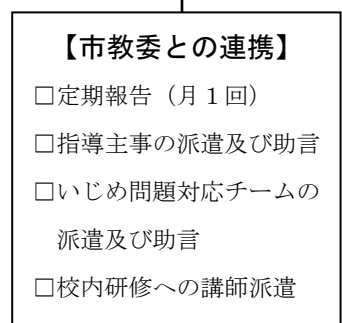 【市教委との連携】
□定期報告（月１回）
□指導主事の派遣及び助言
□いじめ問題対応チームの
派遣及び助言
□校内研修への講師派遣